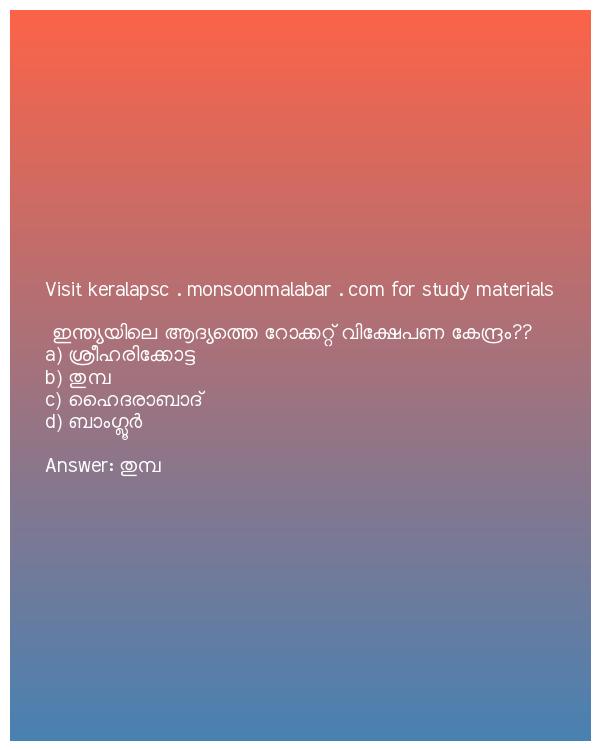 Visit keralapsc . monsoonmalabar . com for study materials
ഇന്ത്യയിലെ ആദ്യത്തെ റോക്കറ്റ് വിക്ഷേപണ കേന്ദ്രം??
a) ശ്രീഹരിക്കോട്ട
b) തുമ്പ
c) ഹൈദരാബാദ്
d) ബാംഗ്ലൂർ
Answer: തുമ്പ